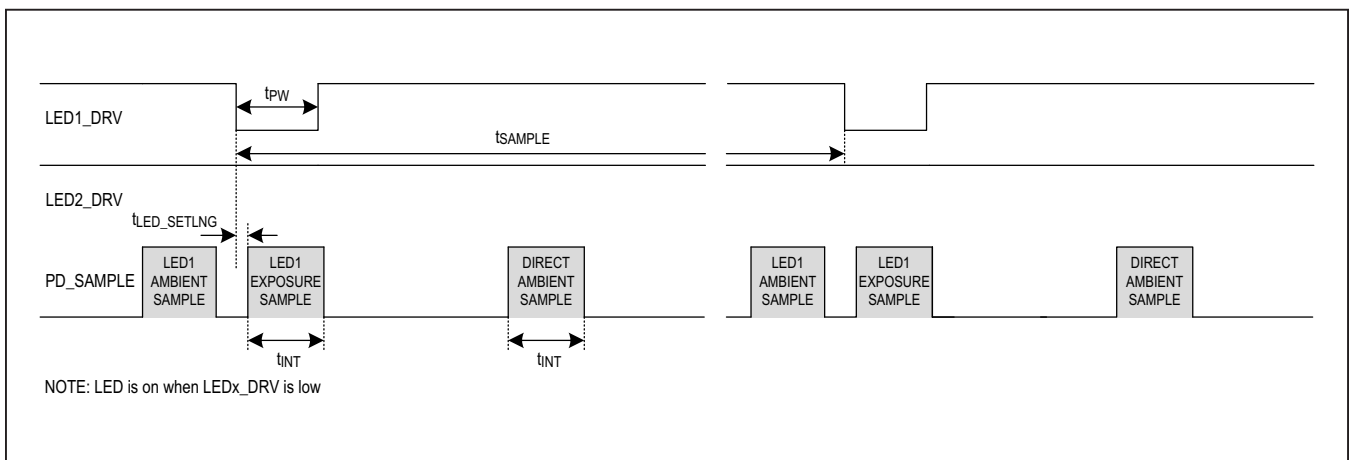 LED1_DRV
tPW
tSAMPLE
LED2_DRV
tLED_SETLNG
PD_SAMPLE
LED1
AMBIENT
SAMPLE
LED1
EXPOSURE
SAMPLE
DIRECT
AMBIENT
SAMPLE
LED1
AMBIENT
SAMPLE
LED1
EXPOSURE
SAMPLE
DIRECT
AMBIENT
SAMPLE
tINT
tINT
NOTE: LED is on when LEDx_DRV is low